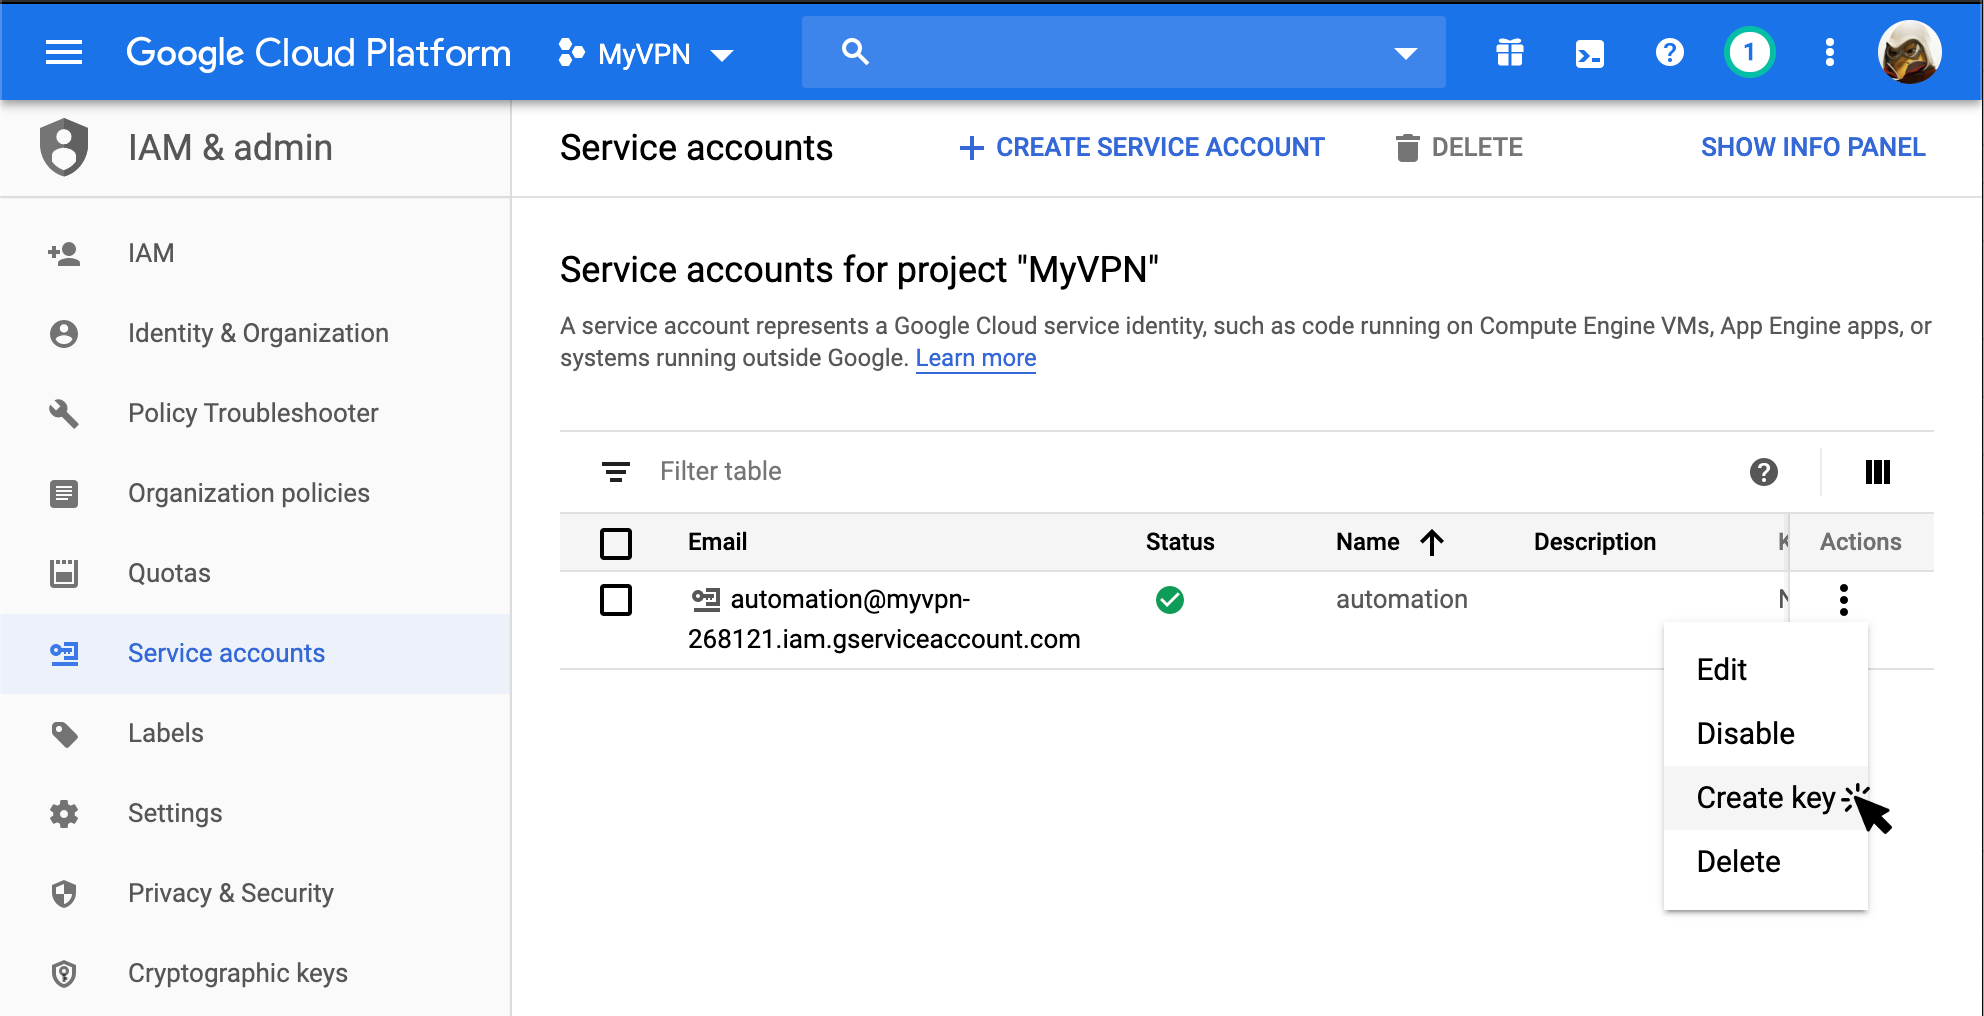 Google Cloud Platform
MyVPN
1
IAM & admin
Service accounts
CREATE SERVICE ACCOUNT
DELETE
SHOW INFO PANEL
IAM
Identity & Organization
Policy Troubleshooter
Organization policies
Quotas
Service accounts
Labels
Settings
Privacy & Security
Cryptographic keys
Service accounts for project "MyVPN"
A service account represents a Google Cloud service identity, such as code running on Compute Engine VMs, App Engine apps, or
systems running outside Google. Learn more
Filter table
Email
Status
Name
Description
Actions
automation@myvpn-
268121.iam.gserviceaccount.com
automation
Edit
Disable
Create key
Delete